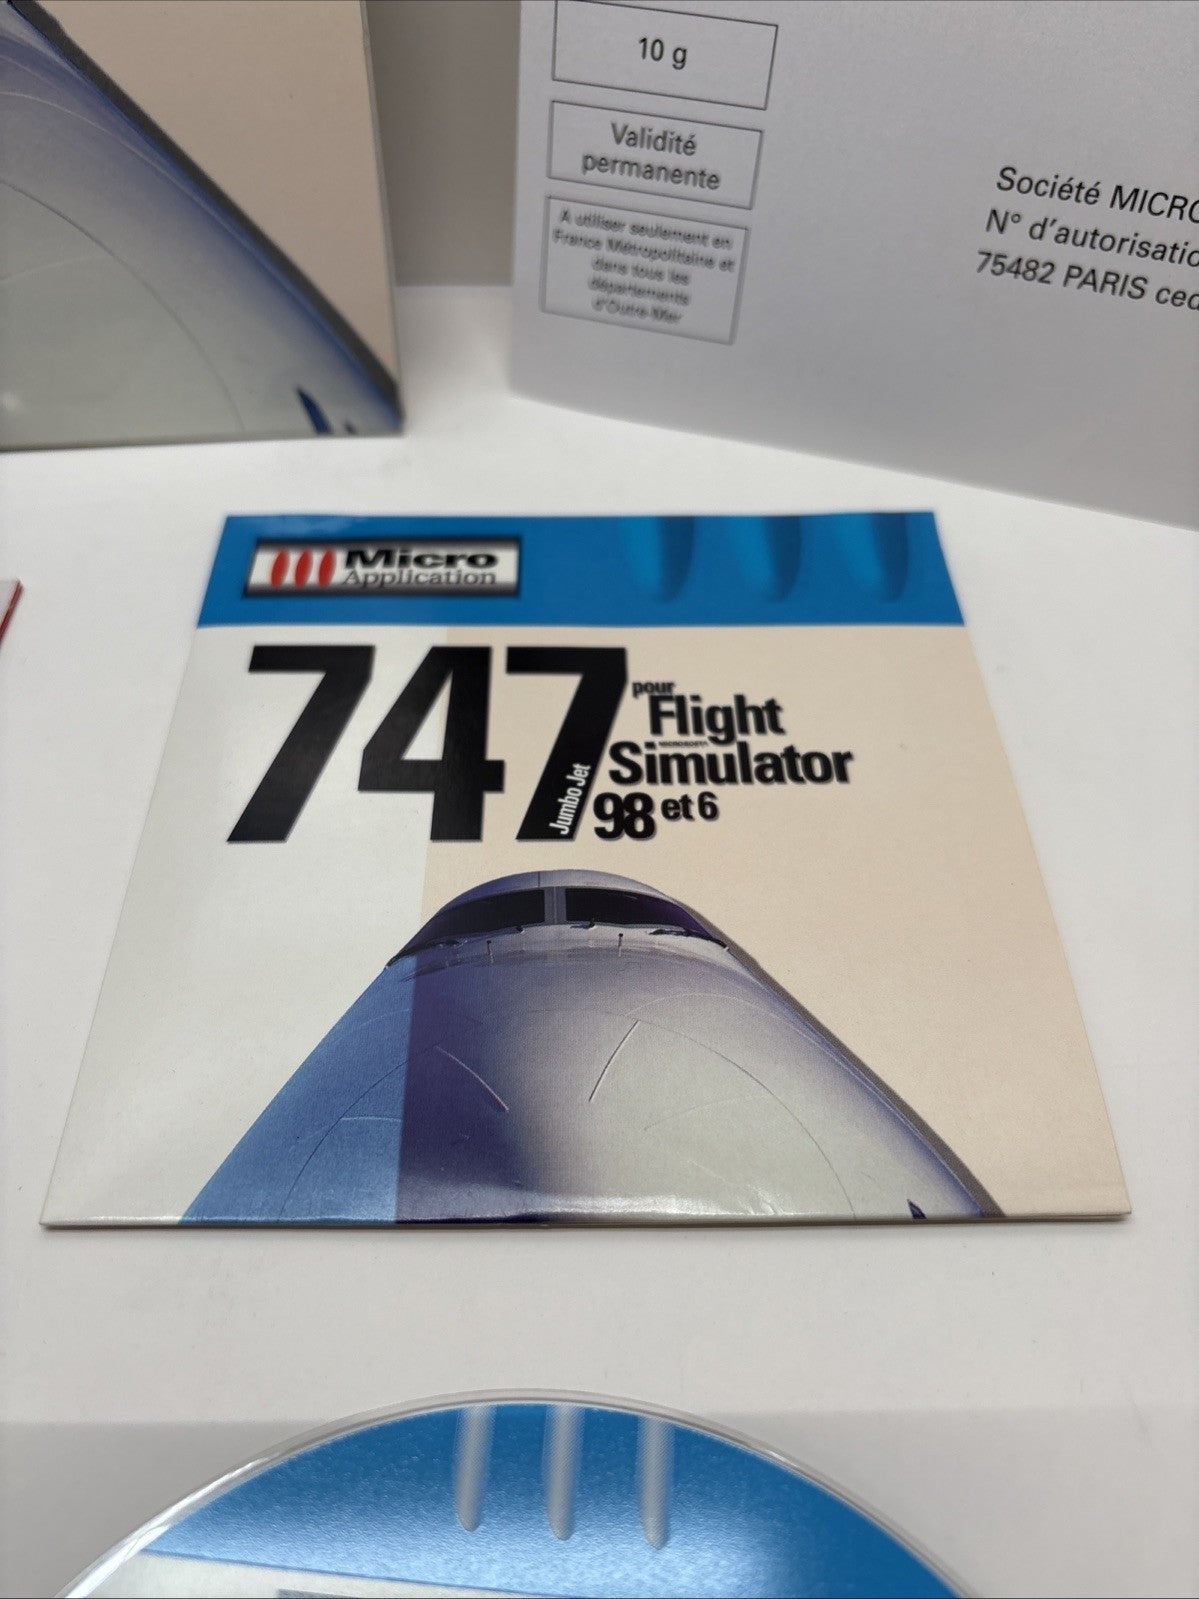 10 g
Validité
permanente
A utiliser seulement en
France Métropolitaine et
dans tous les
départements
d'Outre-Mer
Société MICRO
N° d'autorisatio
75482 PARIS ced
Micro
Application
747
Jumbo Jet
pour
Flight
MICROSOFT®
Simulator
98 et 6